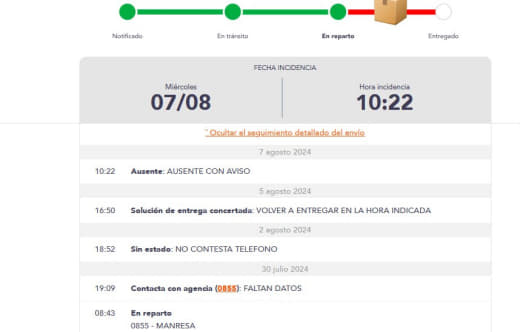 Notificado
En tránsito
En reparto
Entregado
FECHA INCIDENCIA
Miércoles
07/08
Hora incidencia
10:22
ˆ Ocultar el seguimiento detallado del envío
7 agosto 2024
10:22 Ausente: AUSENTE CON AVISO
5 agosto 2024
16:50 Solución de entrega concertada: VOLVER A ENTREGAR EN LA HORA INDICADA
2 agosto 2024
18:52 Sin estado: NO CONTESTA TELEFONO
30 julio 2024
19:09 Contacta con agencia (0855): FALTAN DATOS
08:43 En reparto
0855 - MANRESA